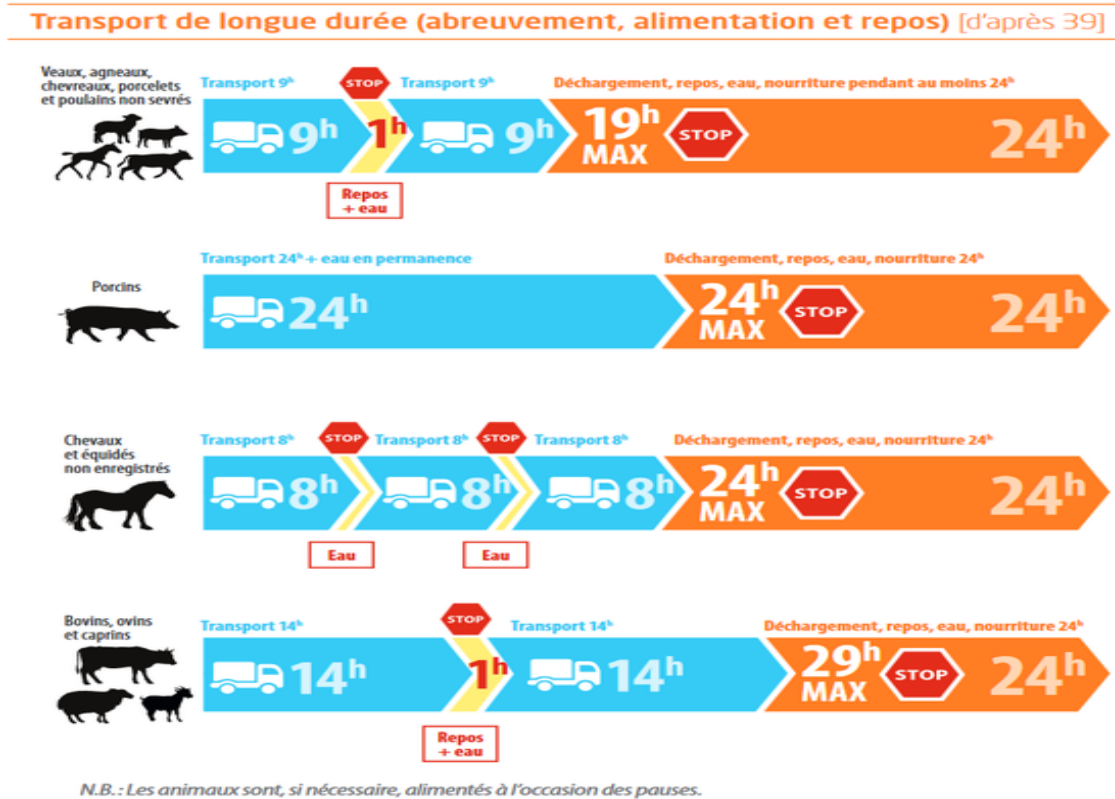 Transport de longue durée (abreuvement, alimentation et repos) [d'après 39]
Veaux, agneaux,
chevreaux, porcelets
et poulains non sevrés
Transport 9h
STOP
Transport 9h
Déchargement, repos, eau, nourriture pendant au moins 24h
9h
1h
9h
19h
MAX
STOP
24h
Repos
+ eau
Porcins
Transport 24h + eau en permanence
Déchargement, repos, eau, nourriture 24h
24h
24h
MAX
STOP
24h
Chevaux
et équidés
non enregistrés
Transport 8h
STOP
Transport 8h
STOP
Transport 8h
Déchargement, repos, eau, nourriture 24h
8h
8h
8h
24h
MAX
STOP
24h
Eau
Eau
Bovins, ovins
et caprins
Transport 14h
STOP
Transport 14h
Déchargement, repos, eau, nourriture 24h
14h
1h
14h
29h
MAX
STOP
24h
Repos
+ eau
N.B. : Les animaux sont, si nécessaire, alimentés à l'occasion des pauses.